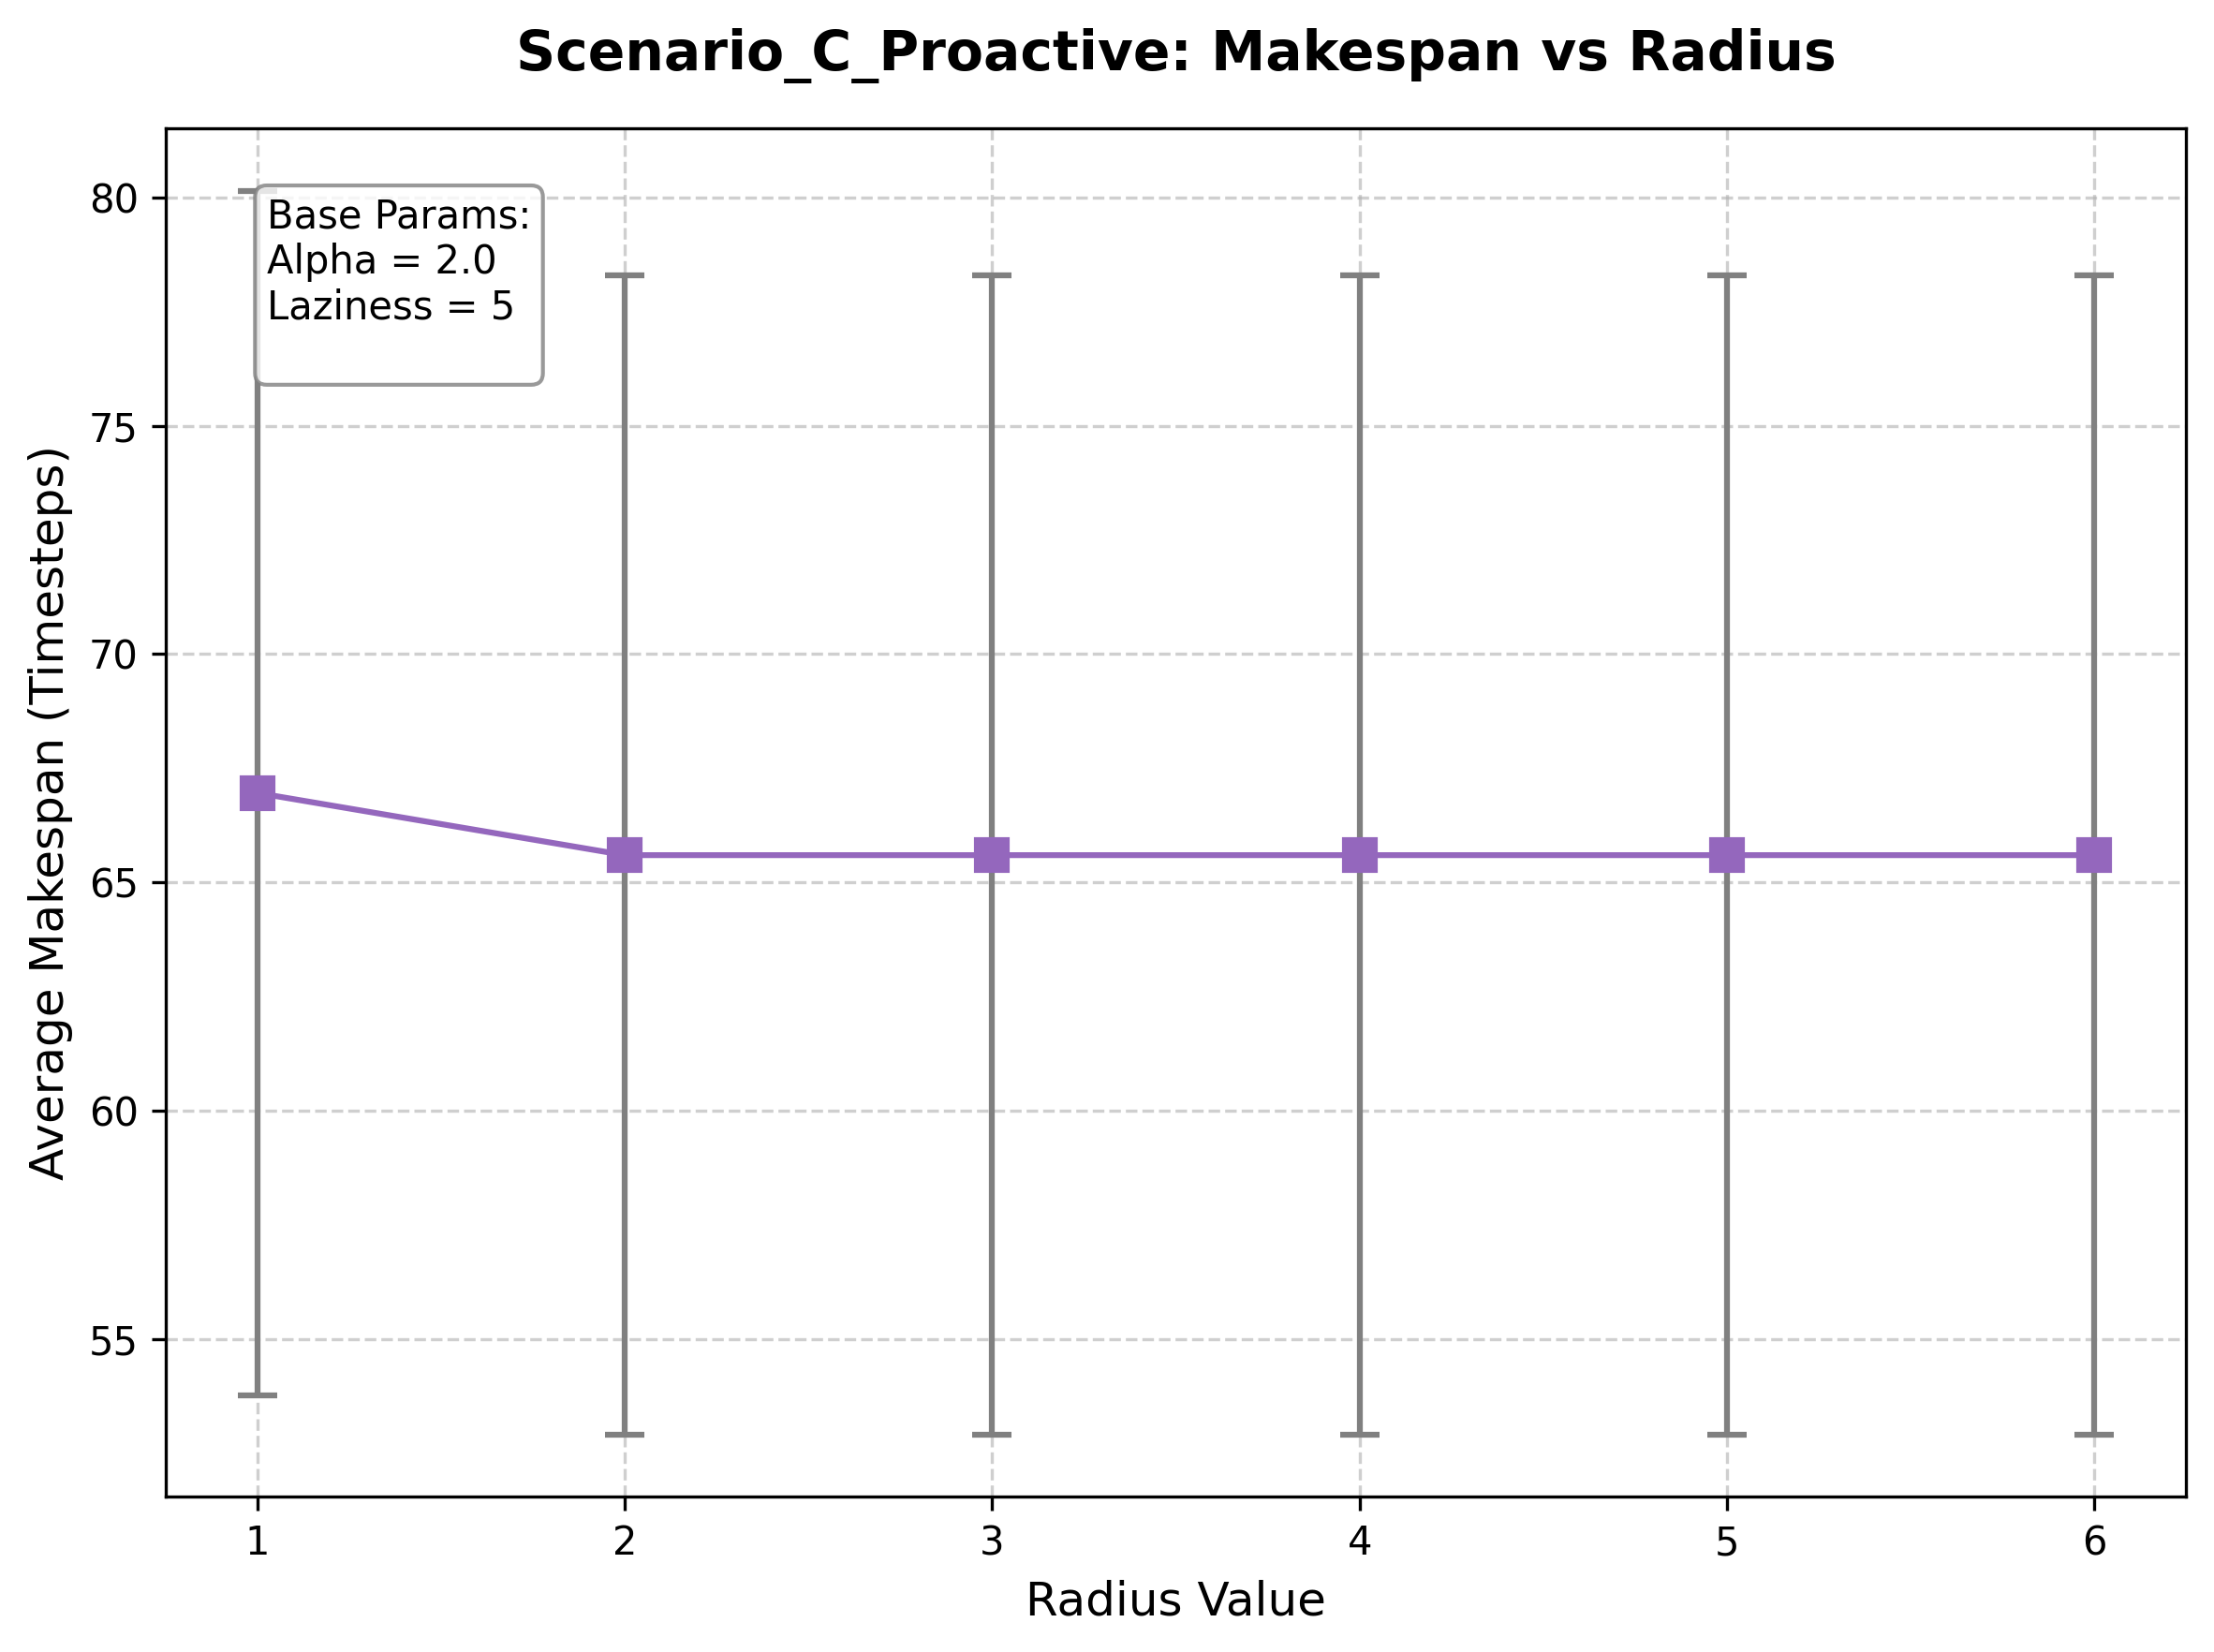 Scenario_C_Proactive: Makespan vs Radius
Base Params:
Alpha = 2.0
Laziness = 5
Average Makespan (Timesteps)
80
75
70
65
60
55
1 2 3 4 5 6
Radius Value